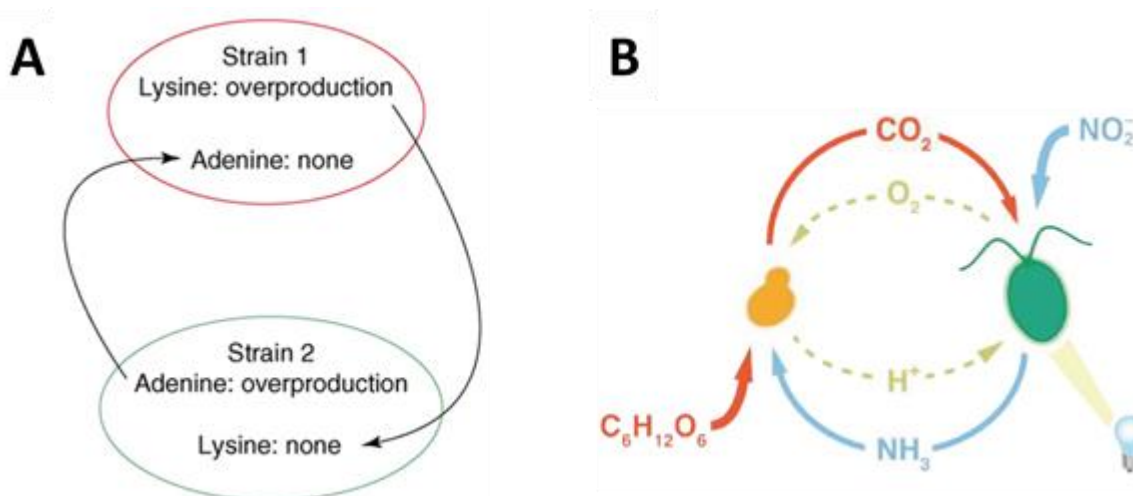 A
Strain 1
Lysine: overproduction
Adenine: none
Strain 2
Adenine: overproduction
Lysine: none
B
CO₂
NO₂⁻
O₂
H⁺
C₆H₁₂O₆
NH₃